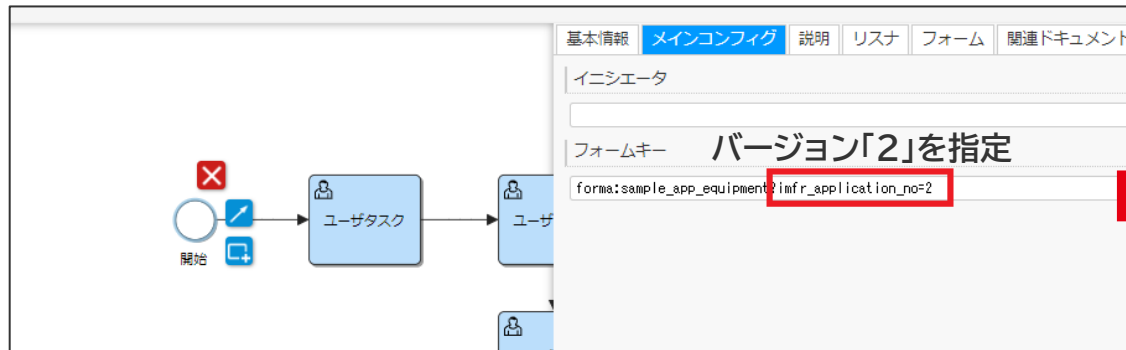 基本情報 メインコンフィグ 説明 リスナ フォーム 関連ドキュメント
イニシエータ
フォームキー バージョン「2」を指定
forma:sample_app_equipment?imfr_application_no=2
開始
ユーザタスク
ユーザ